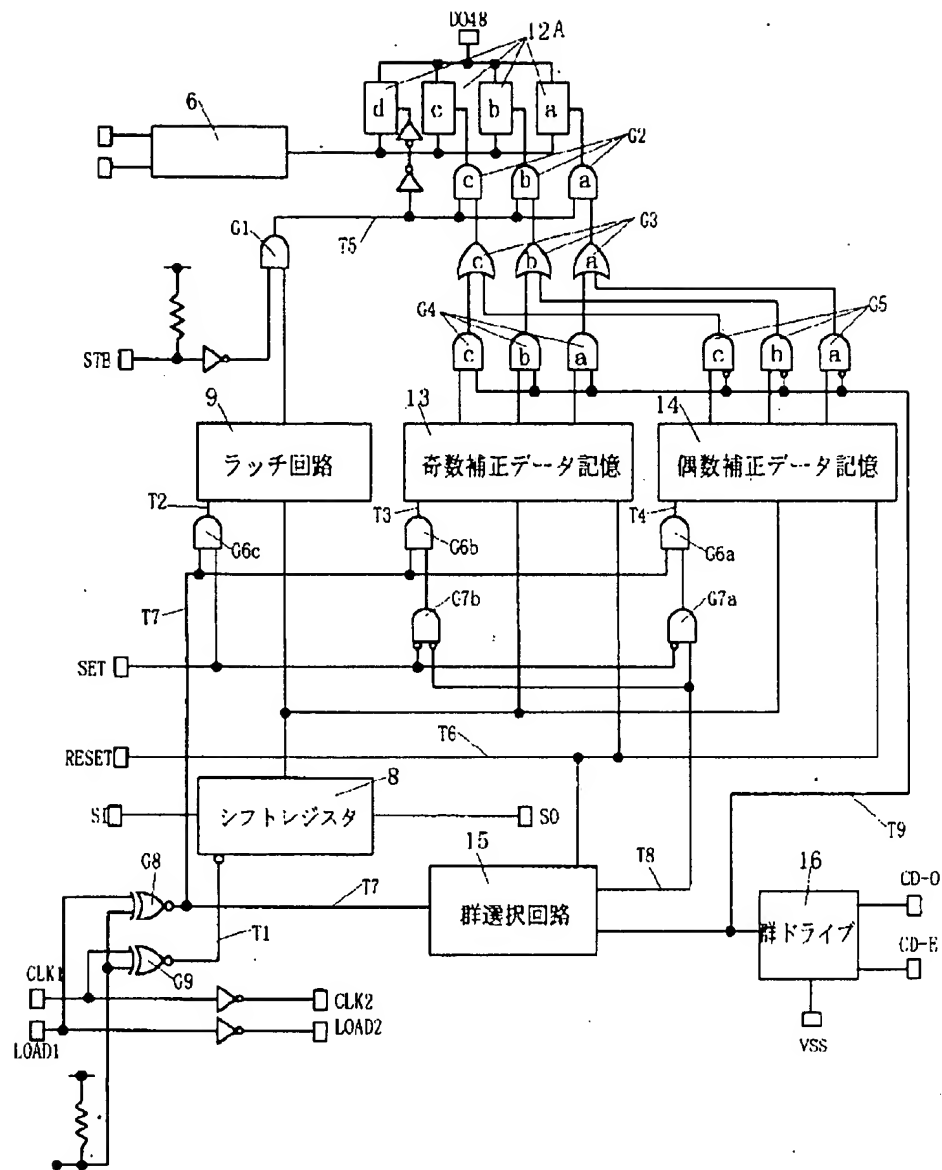 DO48
12A
6
d
c
b
a
G2
c
b
a
G1
T5
G3
c
b
a
G4
G5
c
b
a
c
b
a
STB
9
13
14
ラッチ回路
奇数補正データ記憶
偶数補正データ記憶
T2
T3
T4
G6c
G6b
G6a
T7
G7b
G7a
SET
T6
RESET
8
SI
シフトレジスタ
SO
T9
15
T8
16
G8
T7
群選択回路
群ドライブ
CD-O
T1
CD-E
G9
CLK1
CLK2
LOAD1
LOAD2
VSS